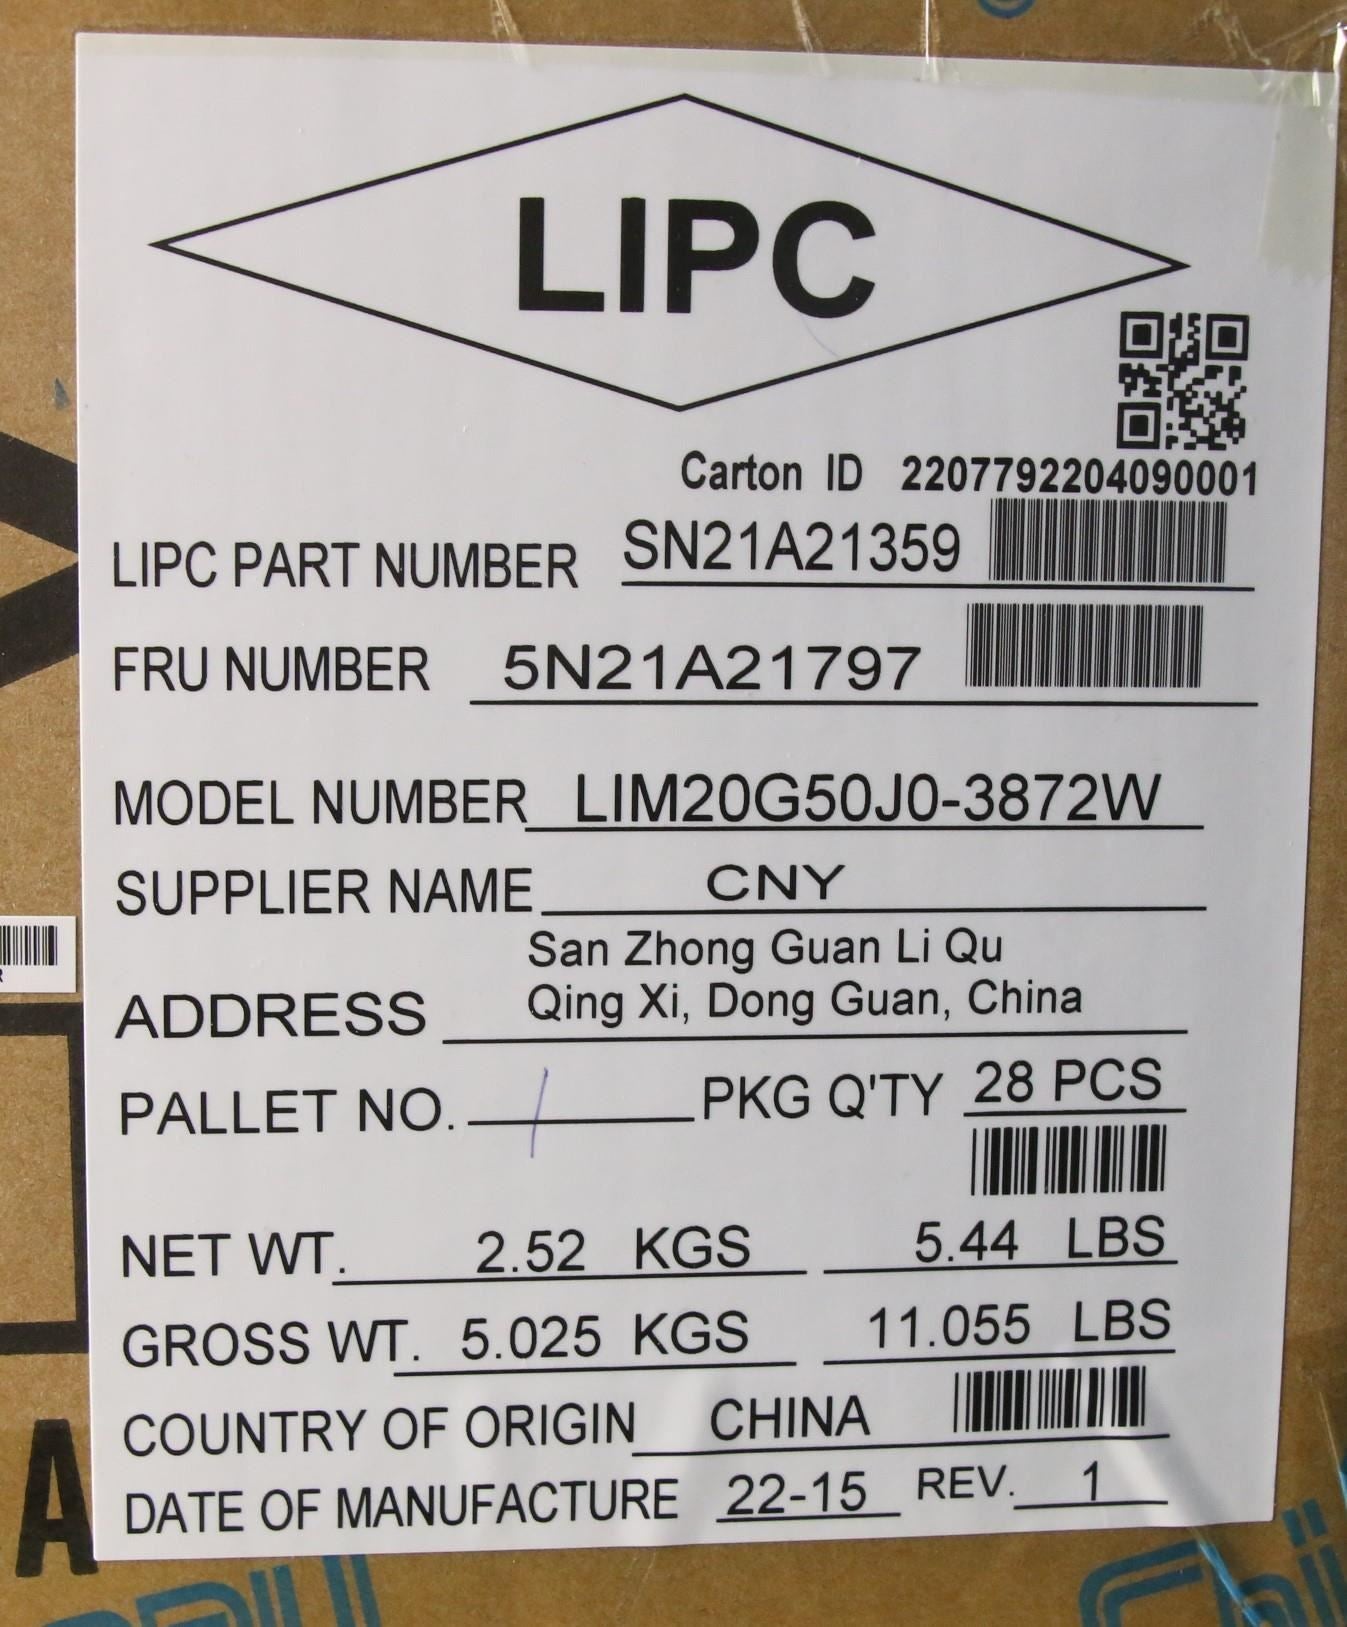 LIPC
Carton ID 2207792204090001
LIPC PART NUMBER SN21A21359
FRU NUMBER 5N21A21797
MODEL NUMBER LIM20G50J0-3872W
SUPPLIER NAME CNY
San Zhong Guan Li Qu
ADDRESS Qing Xi, Dong Guan, China
PALLET NO. / PKG Q'TY 28 PCS
NET WT. 2.52 KGS 5.44 LBS
GROSS WT. 5.025 KGS 11.055 LBS
COUNTRY OF ORIGIN CHINA
DATE OF MANUFACTURE 22-15 REV. 1
A